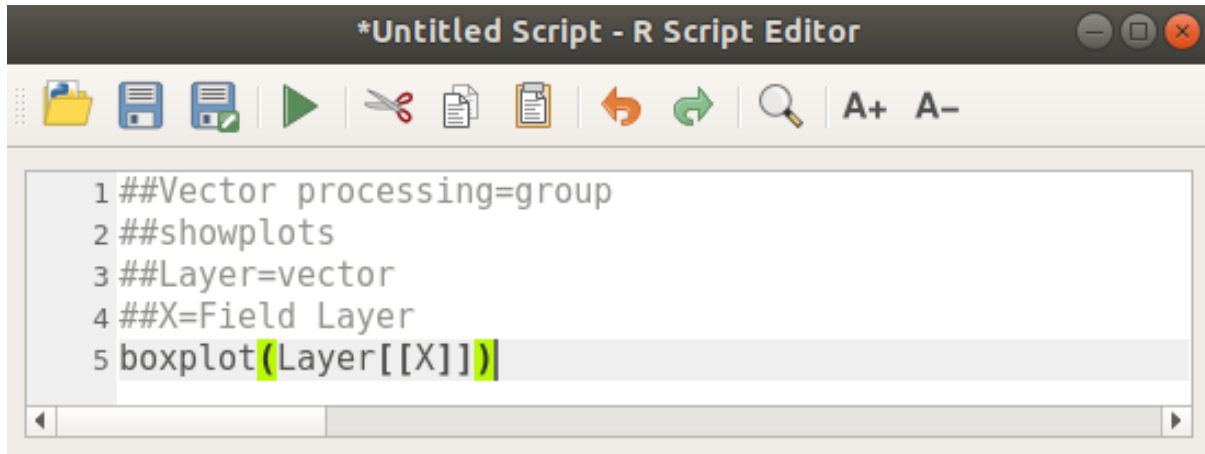 *Untitled Script - R Script Editor
A+ A-
1 ##Vector processing=group
2 ##showplots
3 ##Layer=vector
4 ##X=Field Layer
5 boxplot(Layer[[X]])